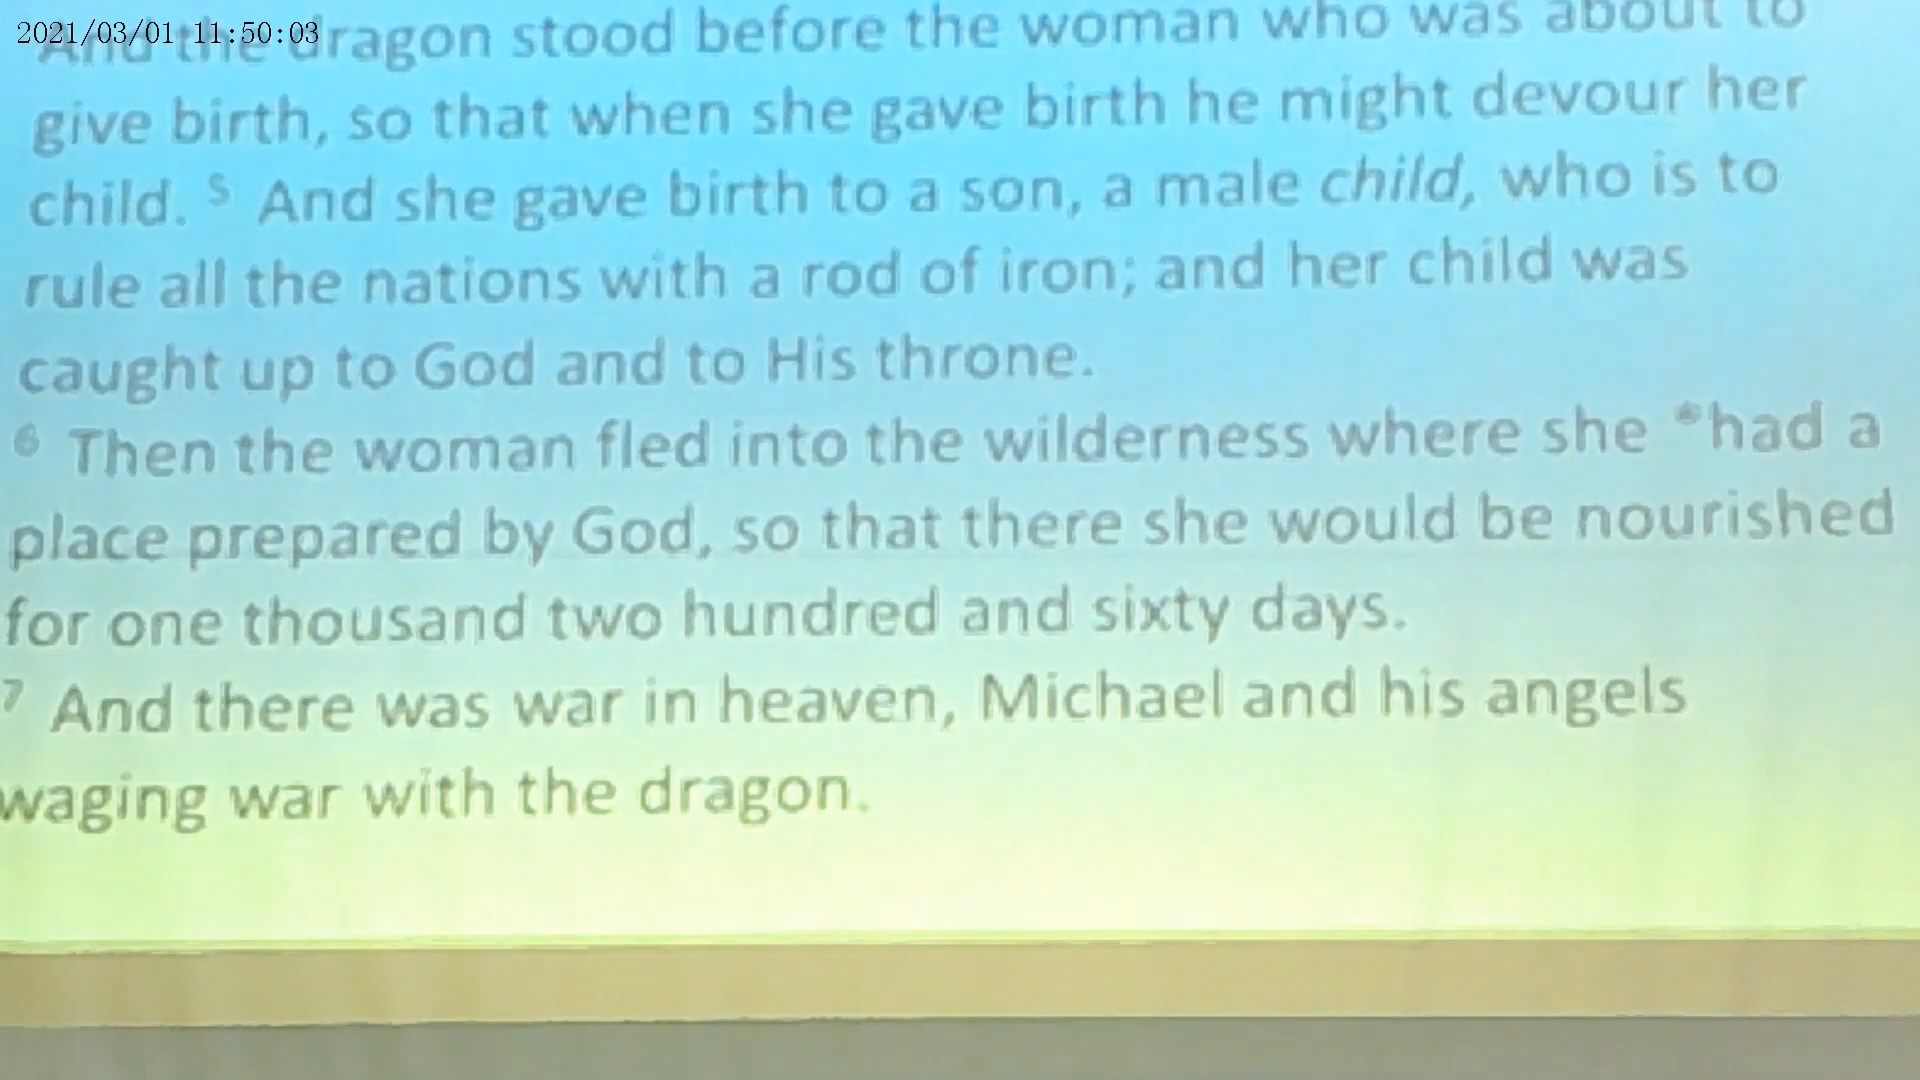 2021/03/01 11:50:03
And the dragon stood before the woman who was about to
give birth, so that when she gave birth he might devour her
child. 5 And she gave birth to a son, a male child, who is to
rule all the nations with a rod of iron; and her child was
caught up to God and to His throne.
6 Then the woman fled into the wilderness where she *had a
place prepared by God, so that there she would be nourished
for one thousand two hundred and sixty days.
7 And there was war in heaven, Michael and his angels
waging war with the dragon.